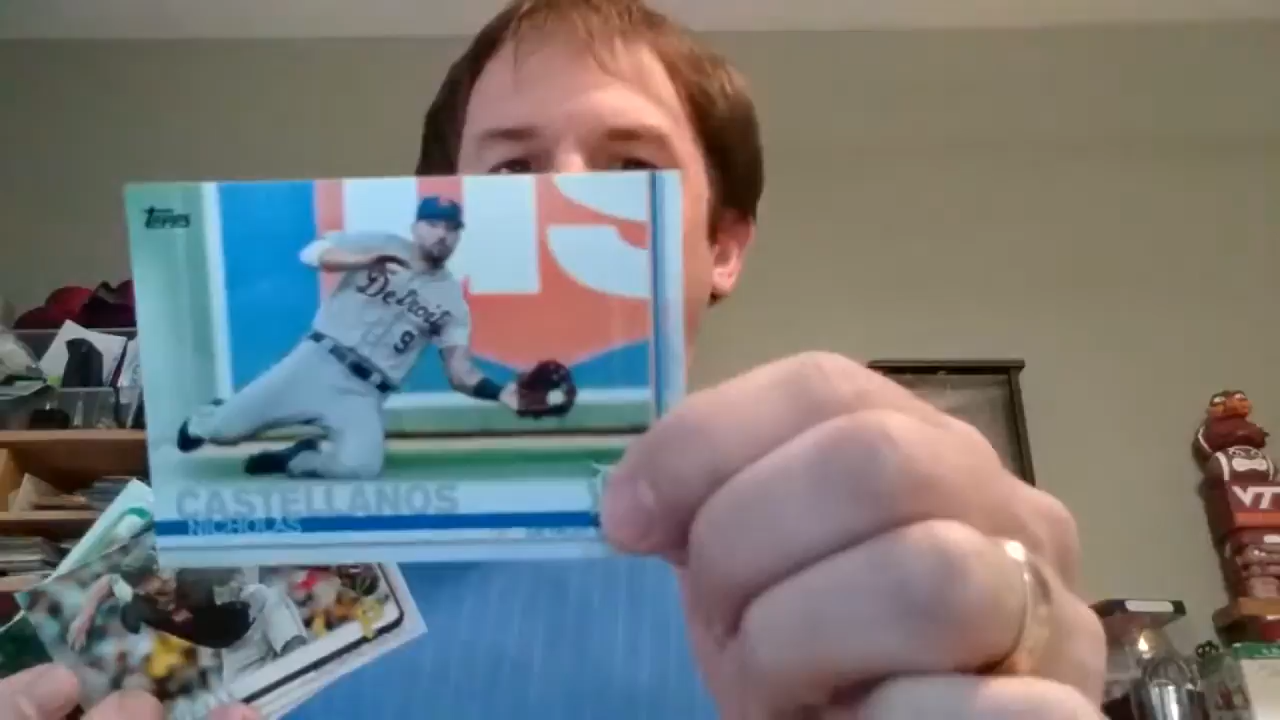 TOPPS
Detroit
9
CASTELLANOS
NICHOLAS
VT